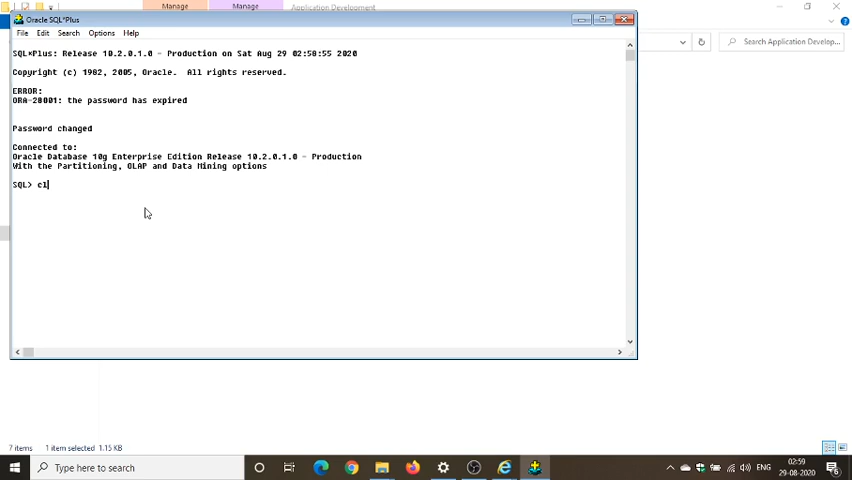 Manage
Manage
Application Development
Oracle SQL*Plus
File Edit Search Options Help
Search Application Develop...
SQL*Plus: Release 10.2.0.1.0 - Production on Sat Aug 29 02:58:55 2020
Copyright (c) 1982, 2005, Oracle. All rights reserved.
ERROR:
ORA-28001: the password has expired
Password changed
Connected to:
Oracle Database 10g Enterprise Edition Release 10.2.0.1.0 - Production
With the Partitioning, OLAP and Data Mining options
SQL> cl
7 items 1 item selected 1.15 KB
Type here to search
ENG
02:59
29-08-2020
6